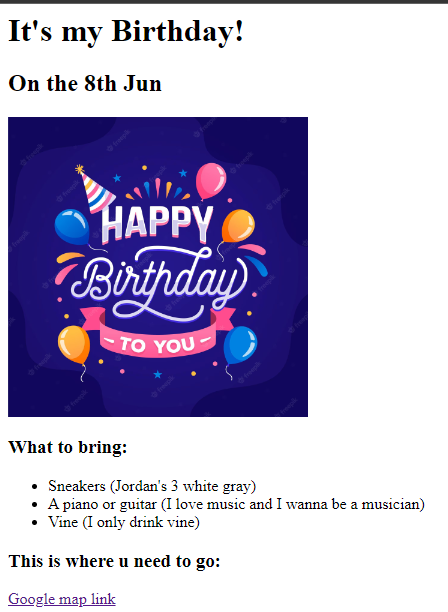 It's my Birthday!
On the 8th Jun
HAPPY
Birthday
- TO YOU -
What to bring:
• Sneakers (Jordan's 3 white gray)
• A piano or guitar (I love music and I wanna be a musician)
• Vine (I only drink vine)
This is where u need to go:
Google map link